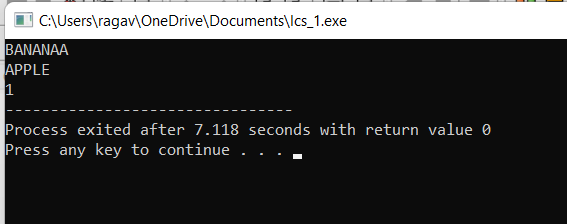 C:\Users\ragav\OneDrive\Documents\lcs_1.exe
BANANAA
APPLE
1
--------------------------------
Process exited after 7.118 seconds with return value 0
Press any key to continue . . .